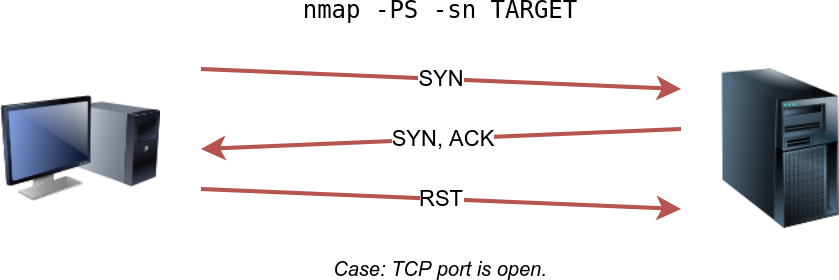 nmap -PS -sn TARGET
SYN
SYN, ACK
RST
Case: TCP port is open.